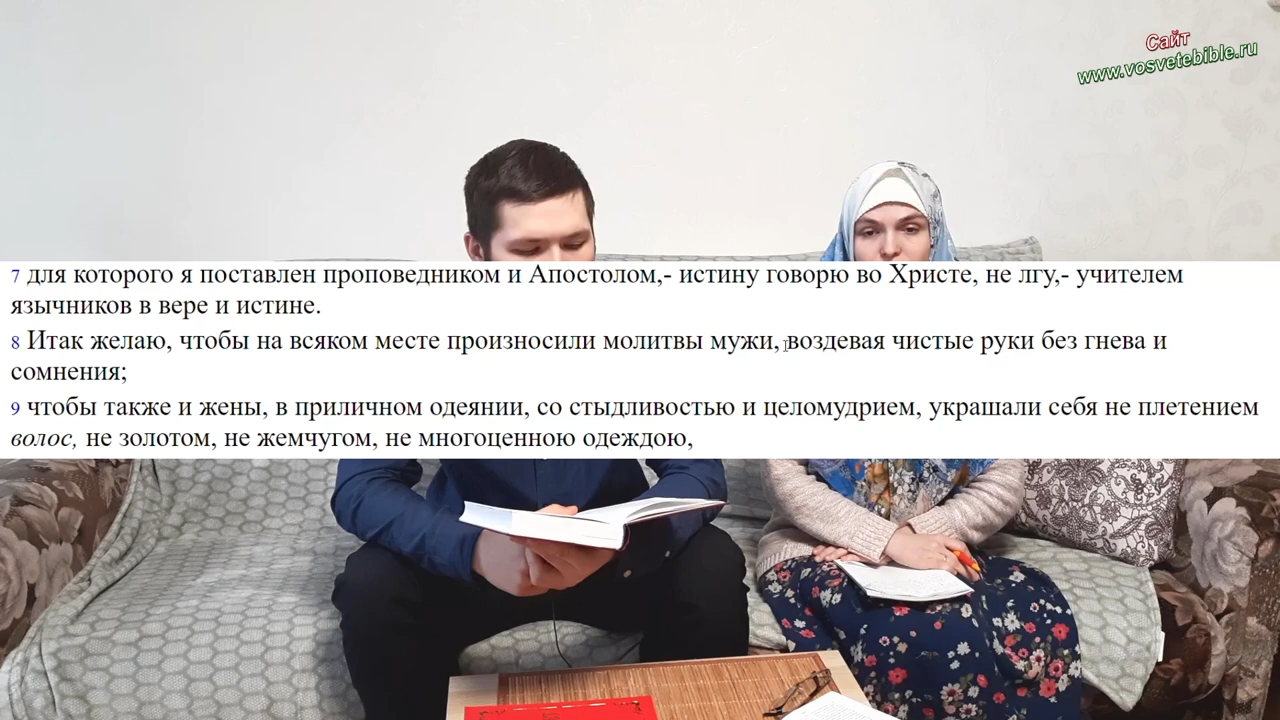 Сайт
www.vosvetebible.ru
7 для которого я поставлен проповедником и Апостолом,- истину говорю во Христе, не лгу,- учителем
язычников в вере и истине.
8 Итак желаю, чтобы на всяком месте произносили молитвы мужи, воздевая чистые руки без гнева и
сомнения;
9 чтобы также и жены, в приличном одеянии, со стыдливостью и целомудрием, украшали себя не плетением
волос, не золотом, не жемчугом, не многоценною одеждою,